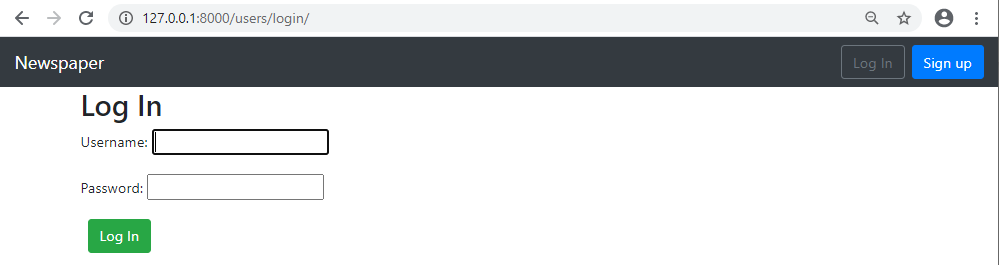 127.0.0.1:8000/users/login/
Newspaper Log In Sign up
Log In
Username:
Password:
Log In